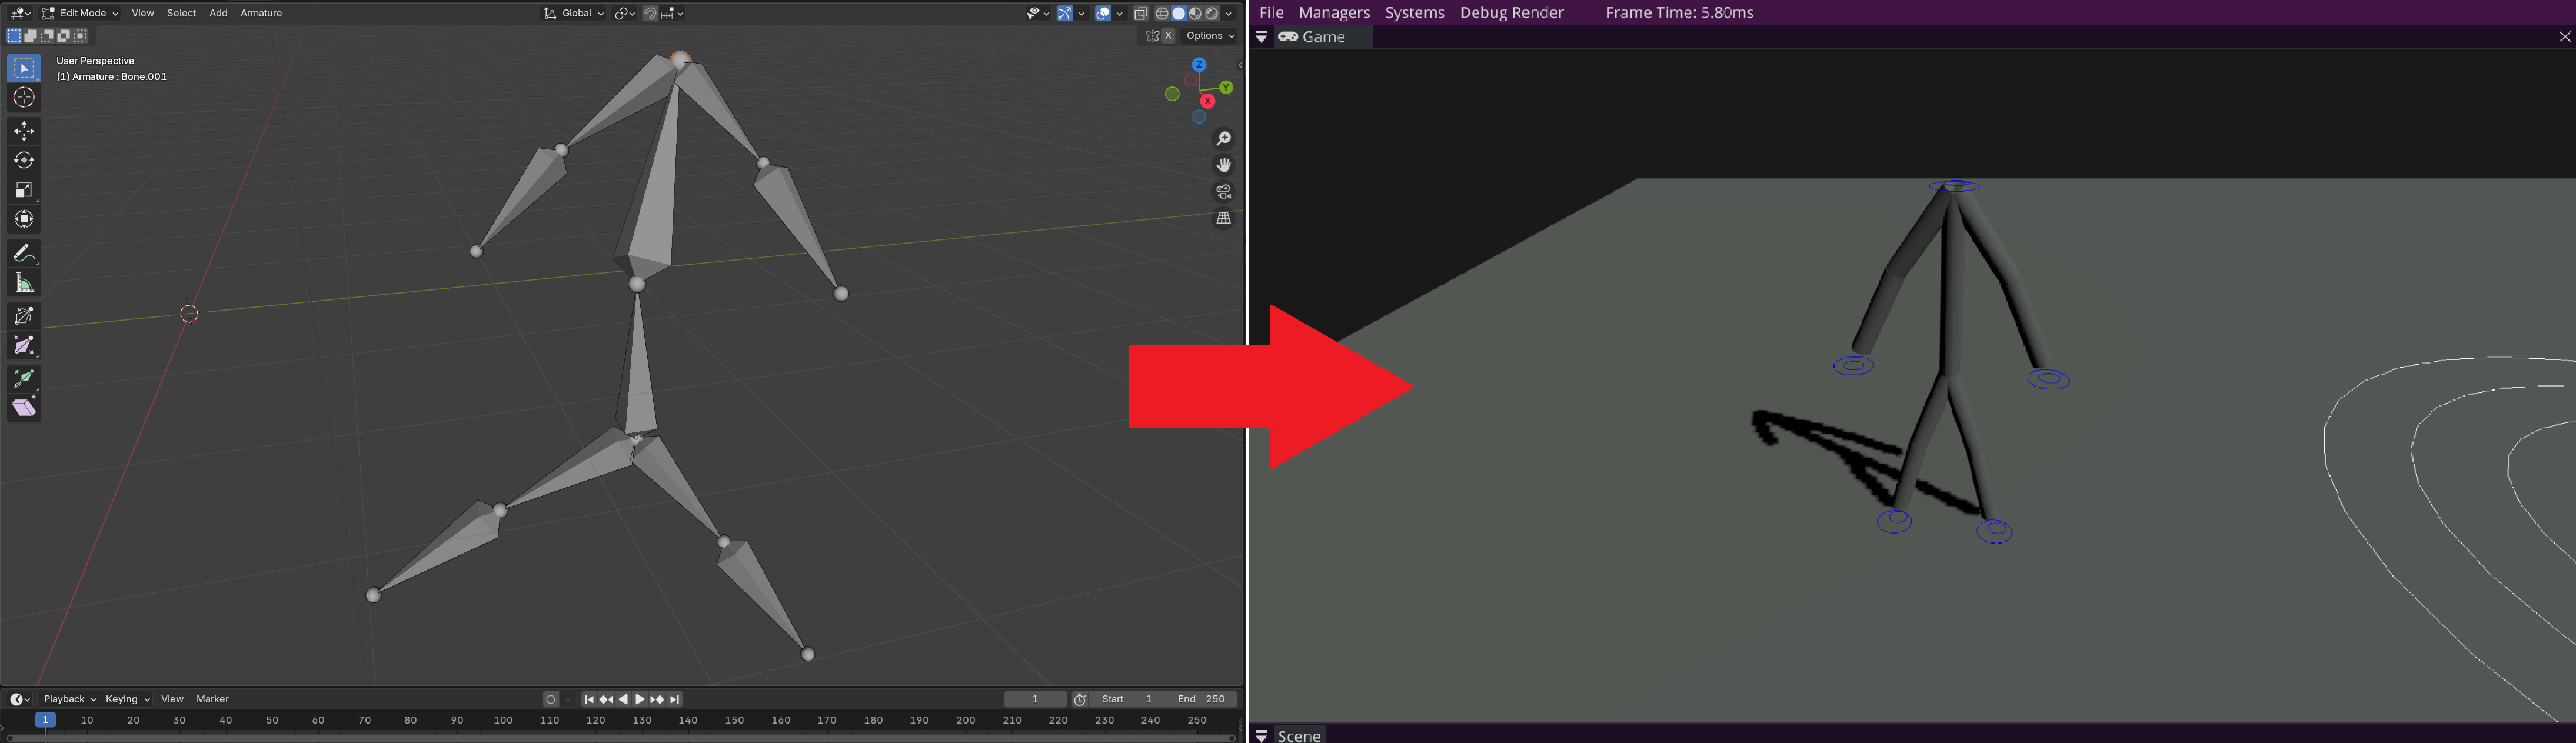 Edit Mode View Select Add Armature Global
X Options
User Perspective
(1) Armature : Bone.001
Z
Y
X
Playback Keying View Marker 1 Start 1 End 250
1 10 20 30 40 50 60 70 80 90 100 110 120 130 140 150 160 170 180 190 200 210 220 230 240 250
File Managers Systems Debug Render Frame Time: 5.80ms
Game
Scene